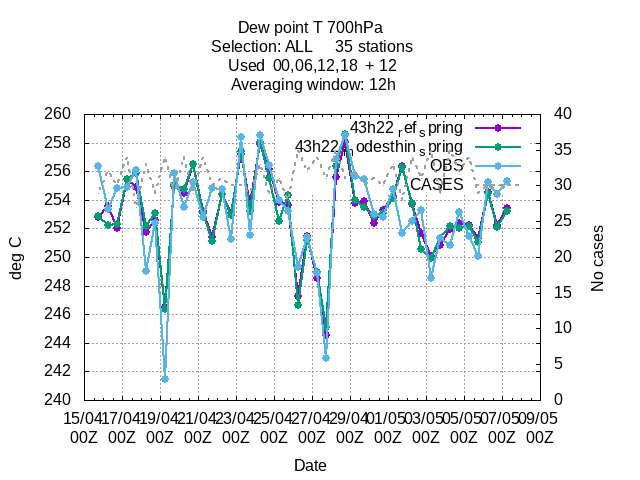 Dew point T 700hPa
Selection: ALL 35 stations
Used 00,06,12,18 + 12
Averaging window: 12h
260
258
256
254
252
250
248
246
244
242
240
40
35
30
25
20
15
10
5
0
43h22_ref_spring
OBS
CASES
deg C
No cases
15/04 17/04 19/04 21/04 23/04 25/04 27/04 29/04 01/05 03/05 05/05 07/05 09/05
00Z 00Z 00Z 00Z 00Z 00Z 00Z 00Z 00Z 00Z 00Z 00Z 00Z
Date